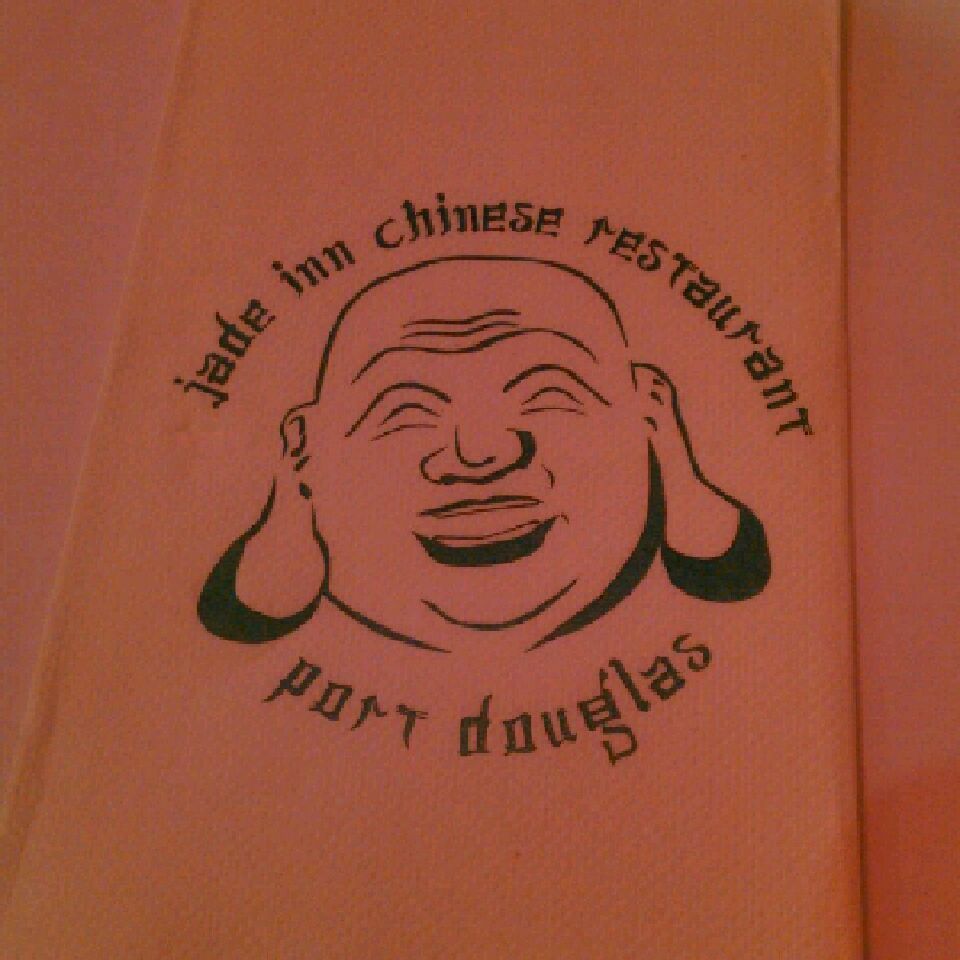 jade inn chinese restaurant
port douglas